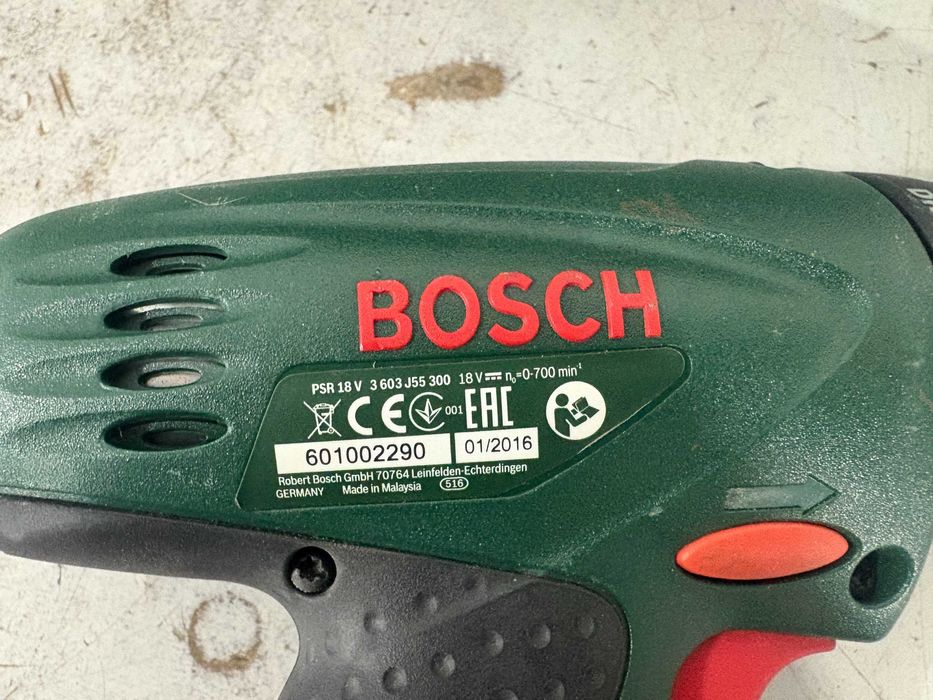 BOSCH
PSR 18 V 3 603 J55 300 18 V n₀=0-700 min⁻¹
CE 001 EAC
601002290 01/2016
Robert Bosch GmbH 70764 Leinfelden-Echterdingen
GERMANY Made in Malaysia 516